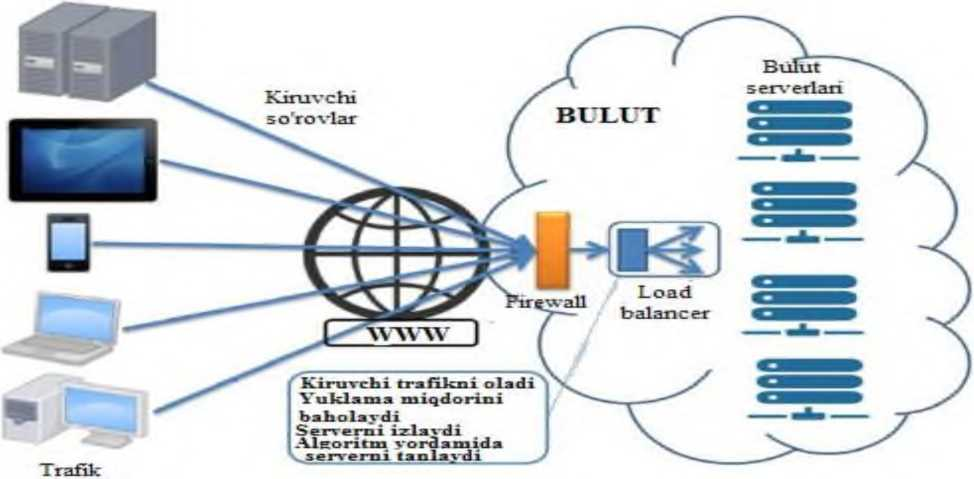 Kiruvchi
so'rovlar
BULUT
Bulut
serverlari
Firewall
Load
balancer
WWW
Kiruvchi trafikni oladi
Yuklama miqdorini
baholaydi
Serverni izlaydi
Algoritm yordamida
serverni tanlaydi
Trafik